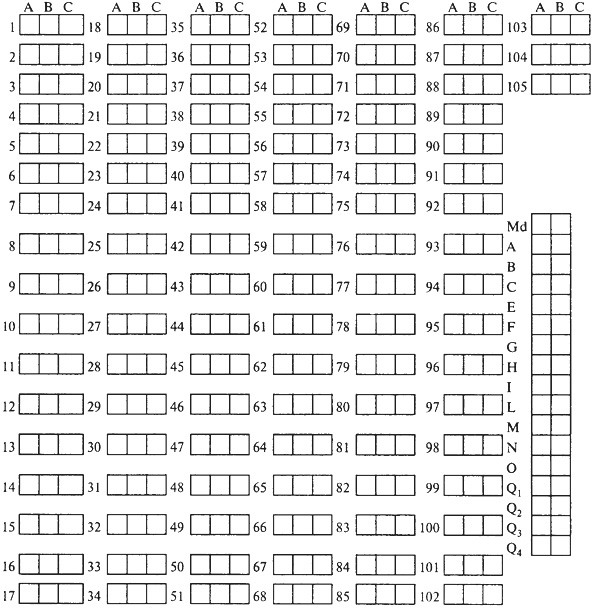 A B C A B C A B C A B C A B C A B C A B C
1 18 35 52 69 86 103
2 19 36 53 70 87 104
3 20 37 54 71 88 105
4 21 38 55 72 89
5 22 39 56 73 90
6 23 40 57 74 91
7 24 41 58 75 92
Md
8 25 42 59 76 93 A
B
9 26 43 60 77 94 C
E
10 27 44 61 78 95 F
G
11 28 45 62 79 96 H
I
12 29 46 63 80 97 L
M
13 30 47 64 81 98 N
O
14 31 48 65 82 99 Q1
Q2
15 32 49 66 83 100 Q3
Q4
16 33 50 67 84 101
17 34 51 68 85 102